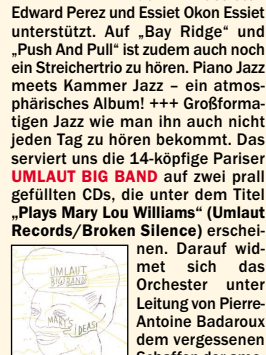 Edward Perez und Essiet Okon Essiet
unterstützt. Auf „Bay Ridge“ und
„Push And Pull“ ist zudem auch noch
ein Streichertrio zu hören. Piano Jazz
meets Kammer Jazz – ein atmos-
phärisches Album! +++ Großforma-
tigen Jazz wie man ihn auch nicht
jeden Tag zu hören bekommt. Das
serviert uns die 14-köpfige Pariser
UMLAUT BIG BAND auf zwei prall
gefüllten CDs, die unter dem Titel
„Plays Mary Lou Williams“ (Umlaut
Records/Broken Silence) erschei-
nen. Darauf wid-
met sich das
Orchester unter
Leitung von Pierre-
Antoine Badaroux
dem vergessenen
UMLAUT
BIG BAND
MARY'S IDEAS